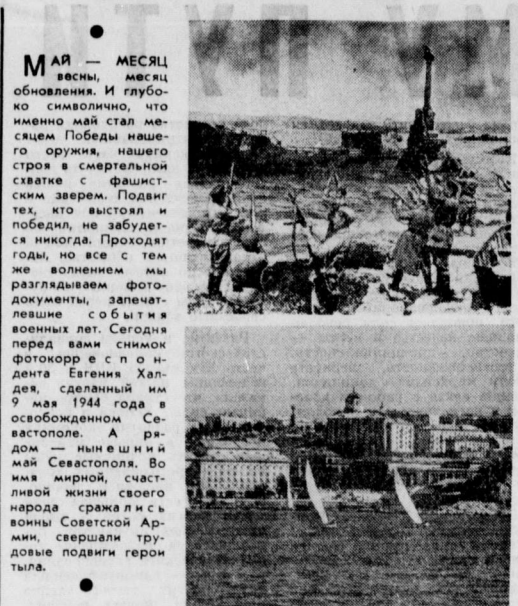 МАЙ — МЕСЯЦ
весны, месяц
обновления. И глубо-
ко символично, что
именно май стал ме-
сяцем Победы наше-
го оружия, нашего
строя в смертельной
схватке с фашист-
ским зверем. Подвиг
тех, кто выстоял и
победил, не забудет-
ся никогда. Проходят
годы, но все с тем
же волнением мы
разглядываем фото-
документы, запечат-
левшие события
военных лет. Сегодня
перед вами снимок
фотокорреспон-
дента Евгения Хал-
дея, сделанный им
9 мая 1944 года в
освобожденном Се-
вастополе. А ря-
дом — нынешний
май Севастополя. Во
имя мирной, счаст-
ливой жизни своего
народа сражались
воины Советской Ар-
мии, свершали тру-
довые подвиги герои
тыла.